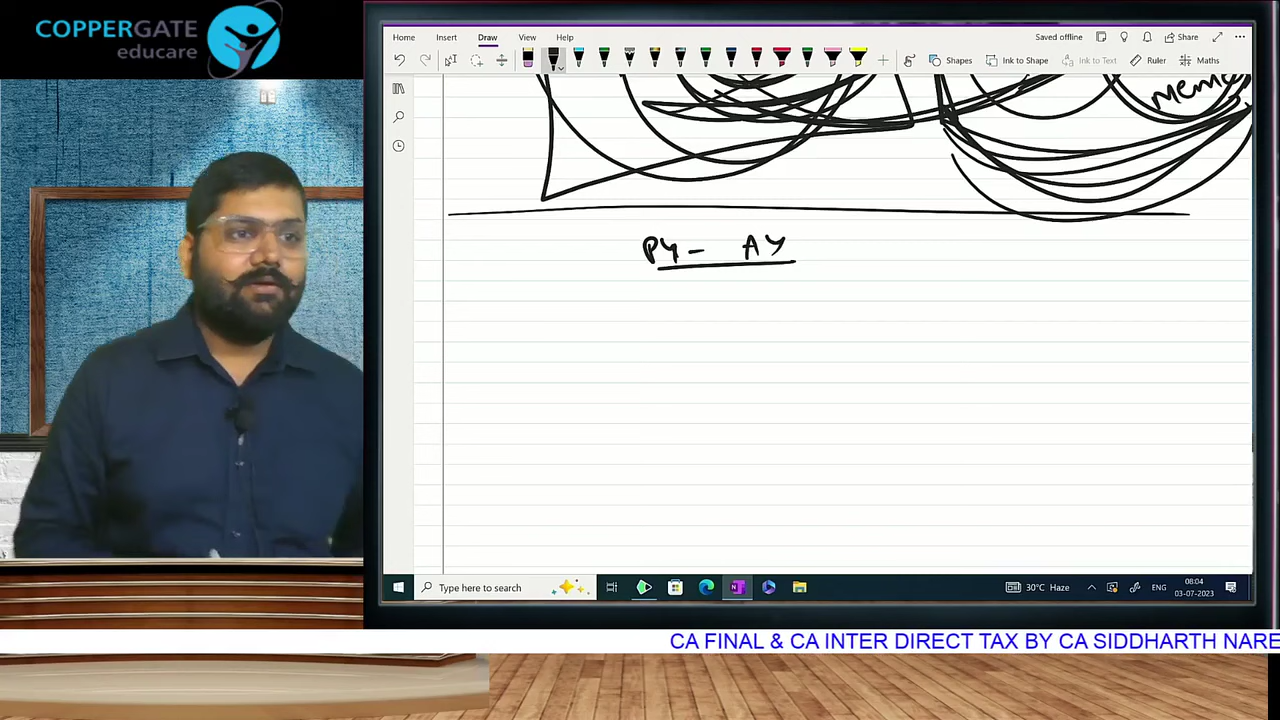 COPPERGATE
educare
Home Insert Draw View Help Saved offline Share
Shapes Ink to Shape Ink to Text Ruler Maths
PY - AY
Type here to search 30°C Haze ENG 08:04
03-07-2023
CA FINAL & CA INTER DIRECT TAX BY CA SIDDHARTH NARE